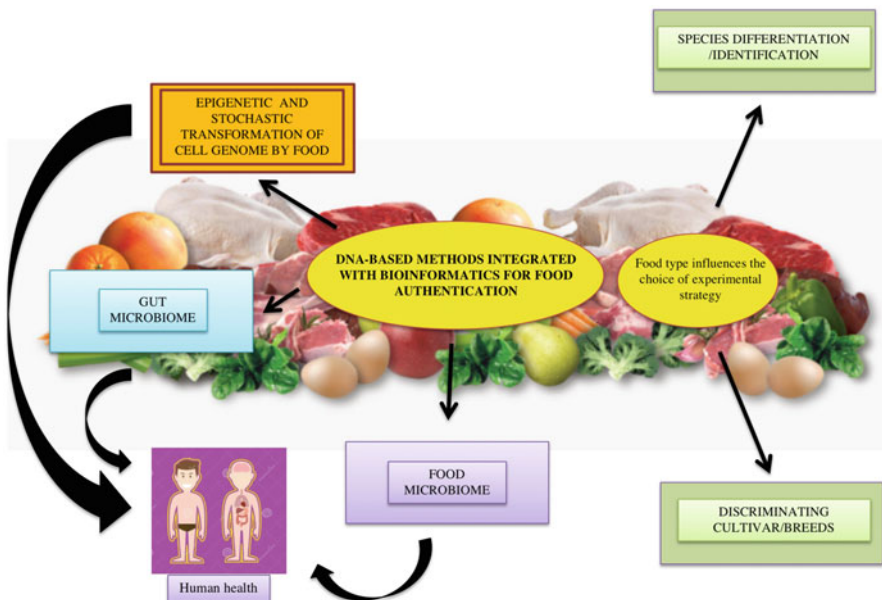 SPECIES DIFFERENTIATION
/IDENTIFICATION
EPIGENETIC AND
STOCHASTIC
TRANSFORMATION OF
CELL GENOME BY FOOD
DNA-BASED METHODS INTEGRATED
WITH BIOINFORMATICS FOR FOOD
AUTHENTICATION
Food type influences the
choice of experimental
strategy
GUT
MICROBIOME
FOOD
MICROBIOME
DISCRIMINATING
CULTIVAR/BREEDS
Human health